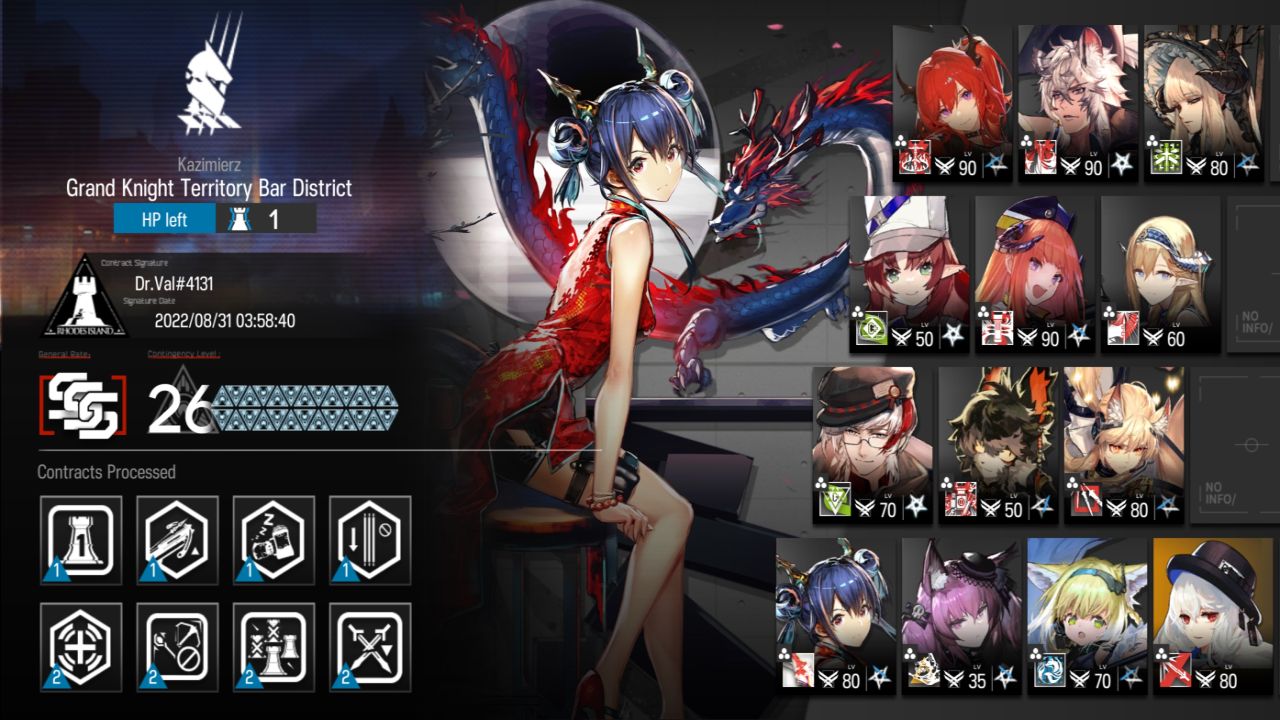 Kazimierz
Grand Knight Territory Bar District
HP left 1
Contract Signature
Dr.Val#4131
Signature Date
2022/08/31 03:58:40
RHODES ISLAND
General Rate:
Contingency Level:
26
Contracts Processed
1
1 1 1 1
2 2 2 2
LV 90 LV 90 LV 80
LV 50 LV 90 LV 60
NO INFO/
LV 70 LV 50 LV 80
NO INFO/
LV 80 LV 35 LV 70 LV 80